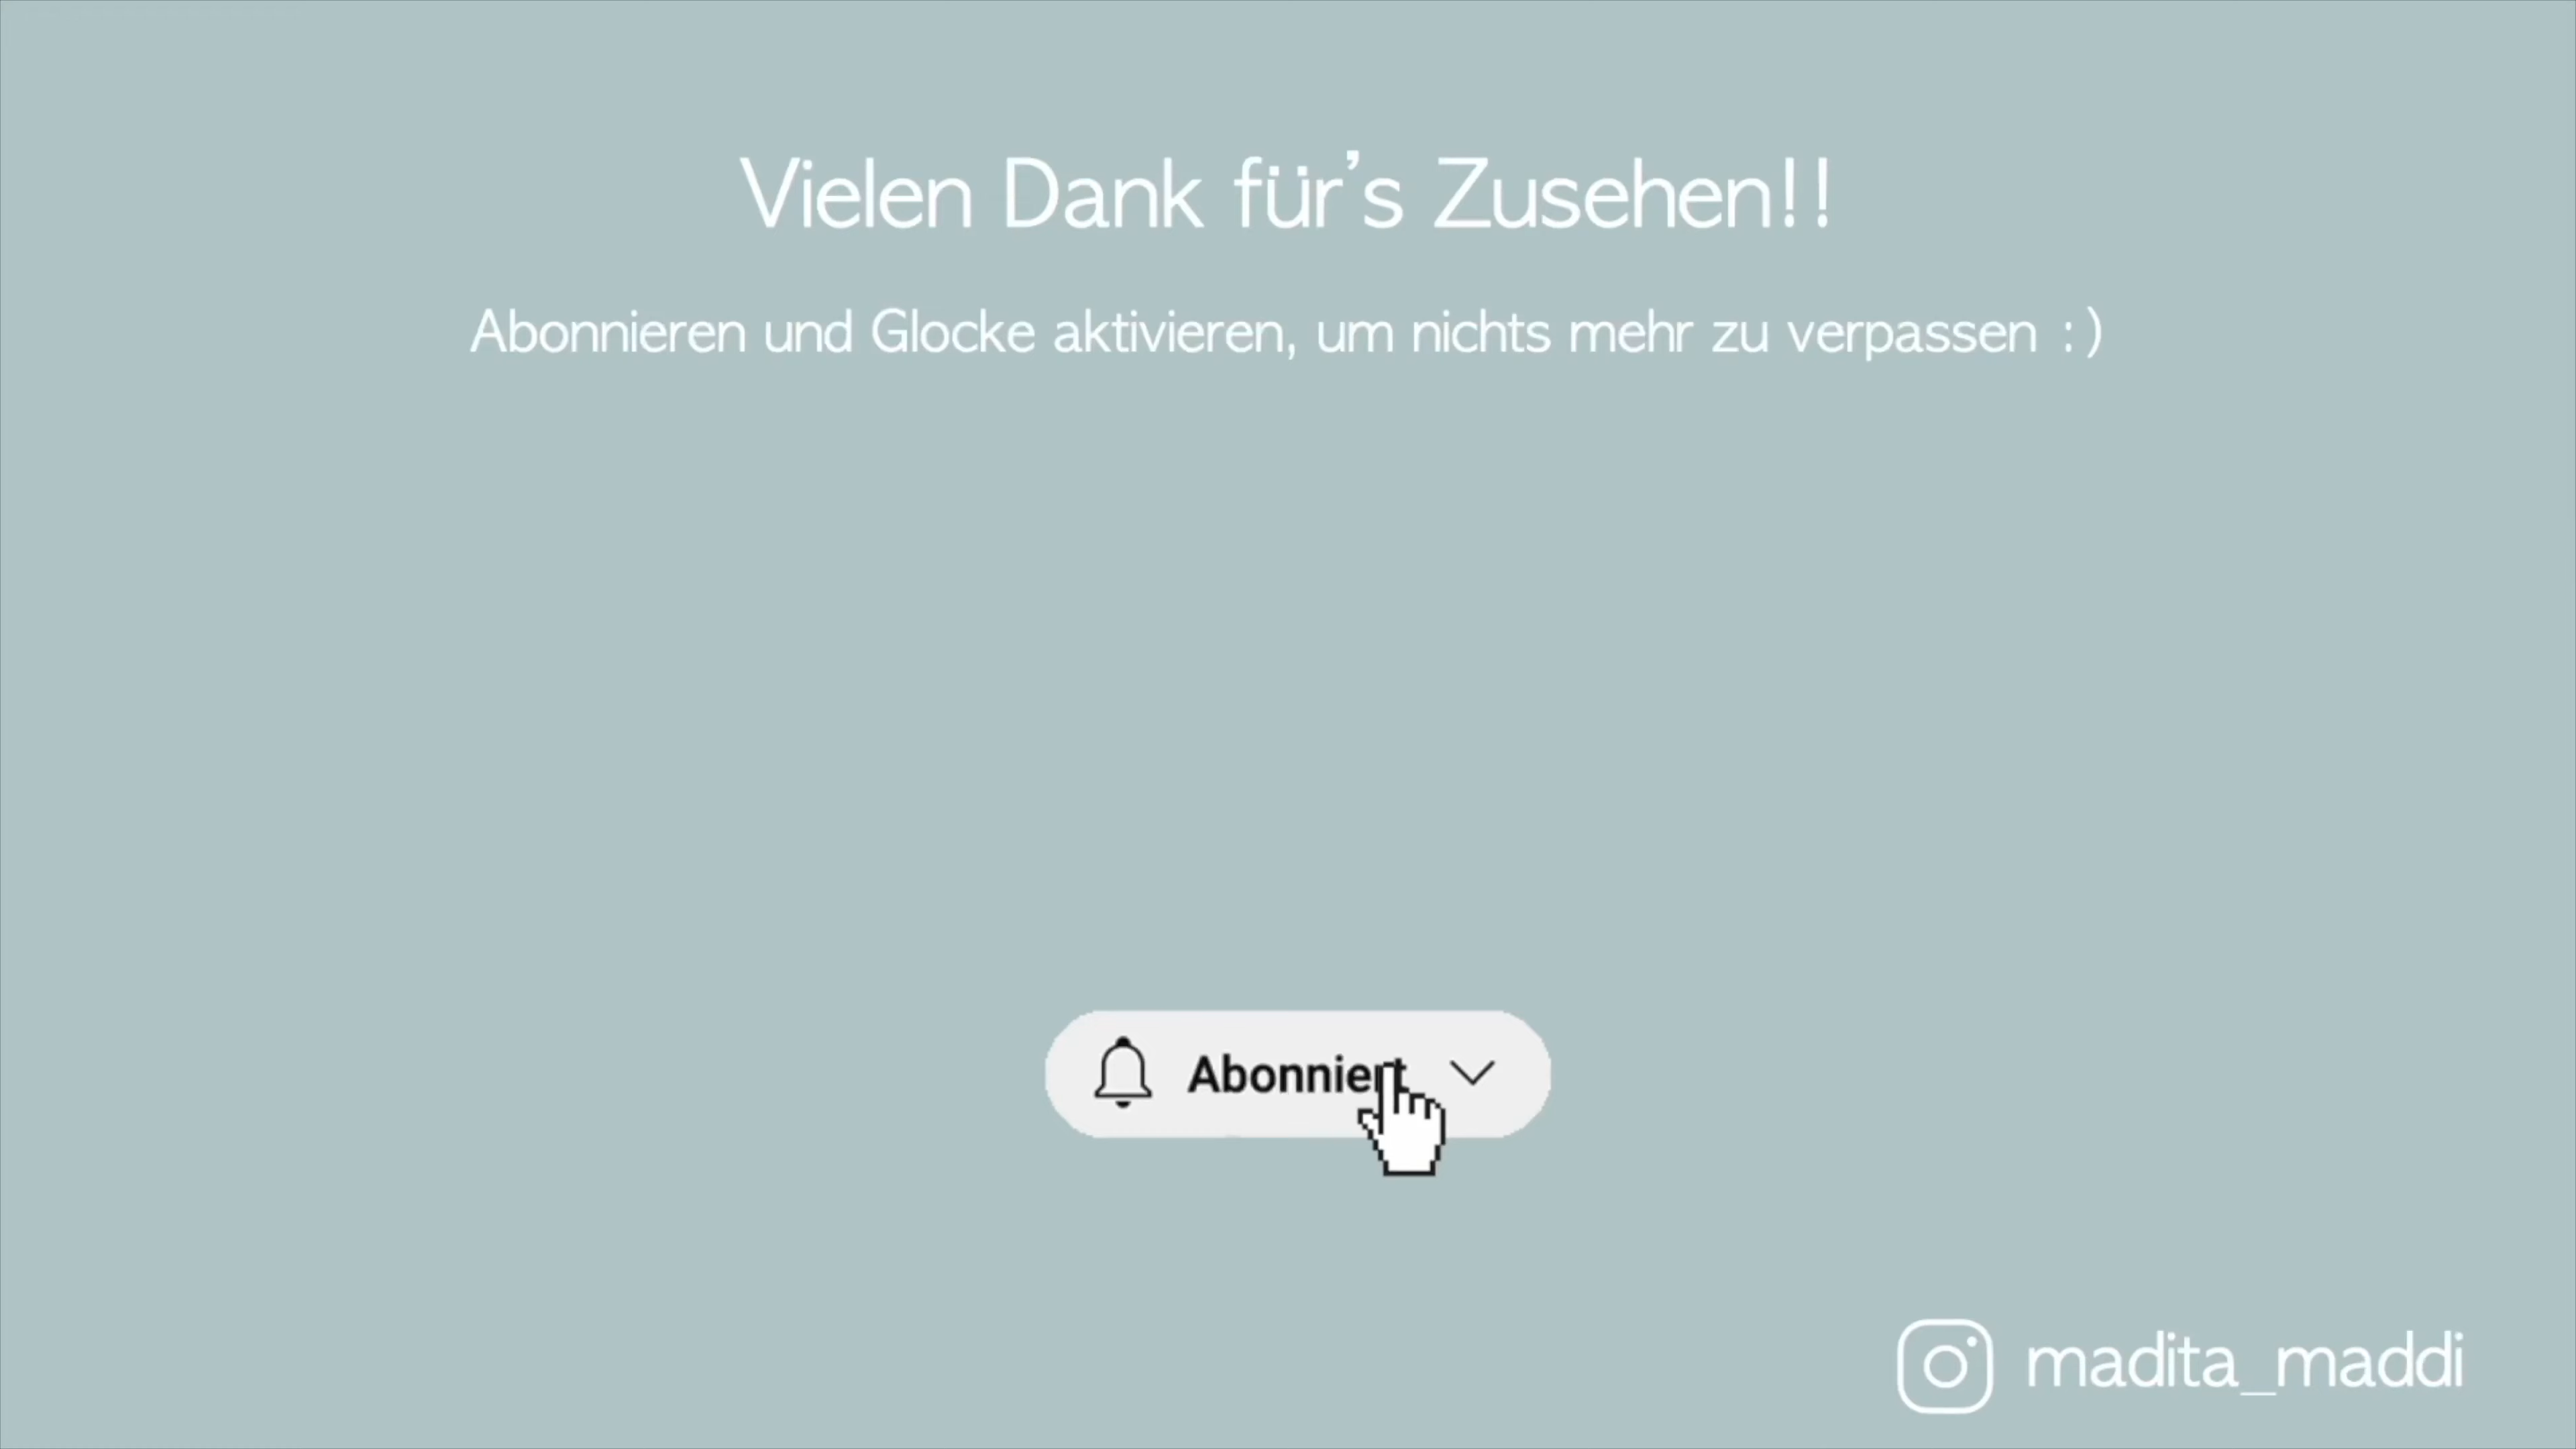 Vielen Dank für’s Zusehen!!
Abonnieren und Glocke aktivieren, um nichts mehr zu verpassen :)
Abonniert
madita_maddi